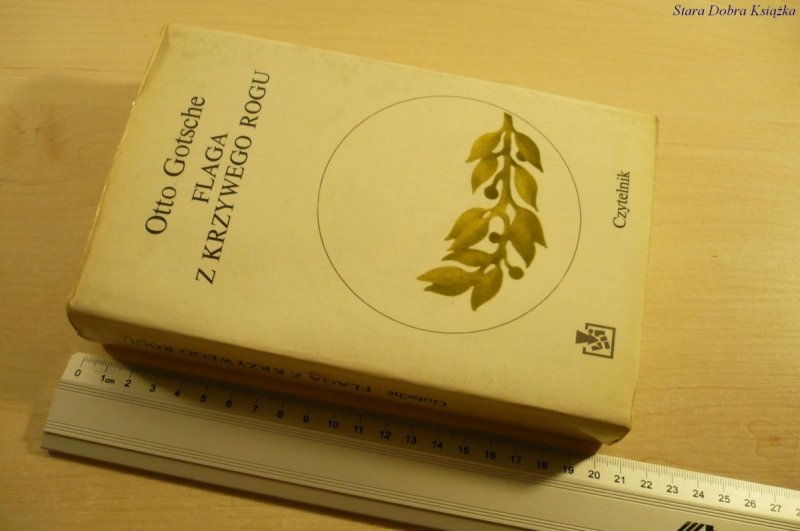 Stara Dobra Książka
Otto Gotsche
FLAGA
Z KRZYWEGO ROGU
Czytelnik
Gotsche · FLAGA Z KRZYWEGO ROGU
0 1cm 2 3 4 5 6 7 8 9 10 11 12 13 14 15 16 17 18 19 20 21 22 23 24 25 26 27